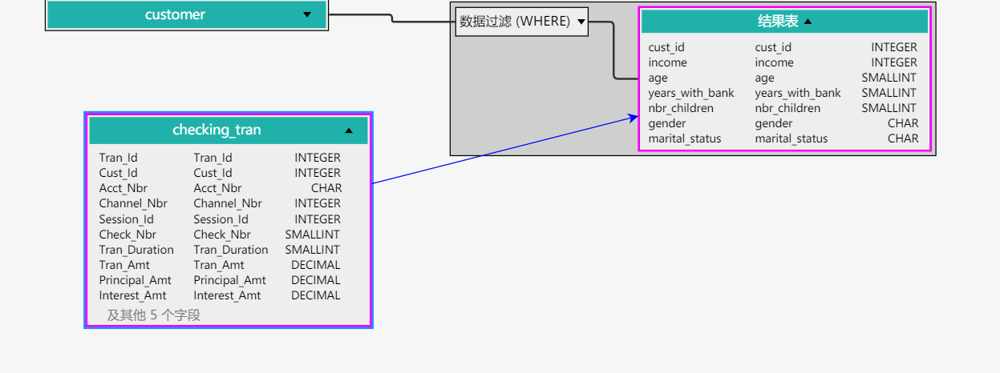 customer
数据过滤 (WHERE)
结果表
cust_id cust_id INTEGER
income income INTEGER
age age SMALLINT
years_with_bank years_with_bank SMALLINT
nbr_children nbr_children SMALLINT
gender gender CHAR
marital_status marital_status CHAR
checking_tran
Tran_Id Tran_Id INTEGER
Cust_Id Cust_Id INTEGER
Acct_Nbr Acct_Nbr CHAR
Channel_Nbr Channel_Nbr INTEGER
Session_Id Session_Id INTEGER
Check_Nbr Check_Nbr SMALLINT
Tran_Duration Tran_Duration SMALLINT
Tran_Amt Tran_Amt DECIMAL
Principal_Amt Principal_Amt DECIMAL
Interest_Amt Interest_Amt DECIMAL
及其他 5 个字段